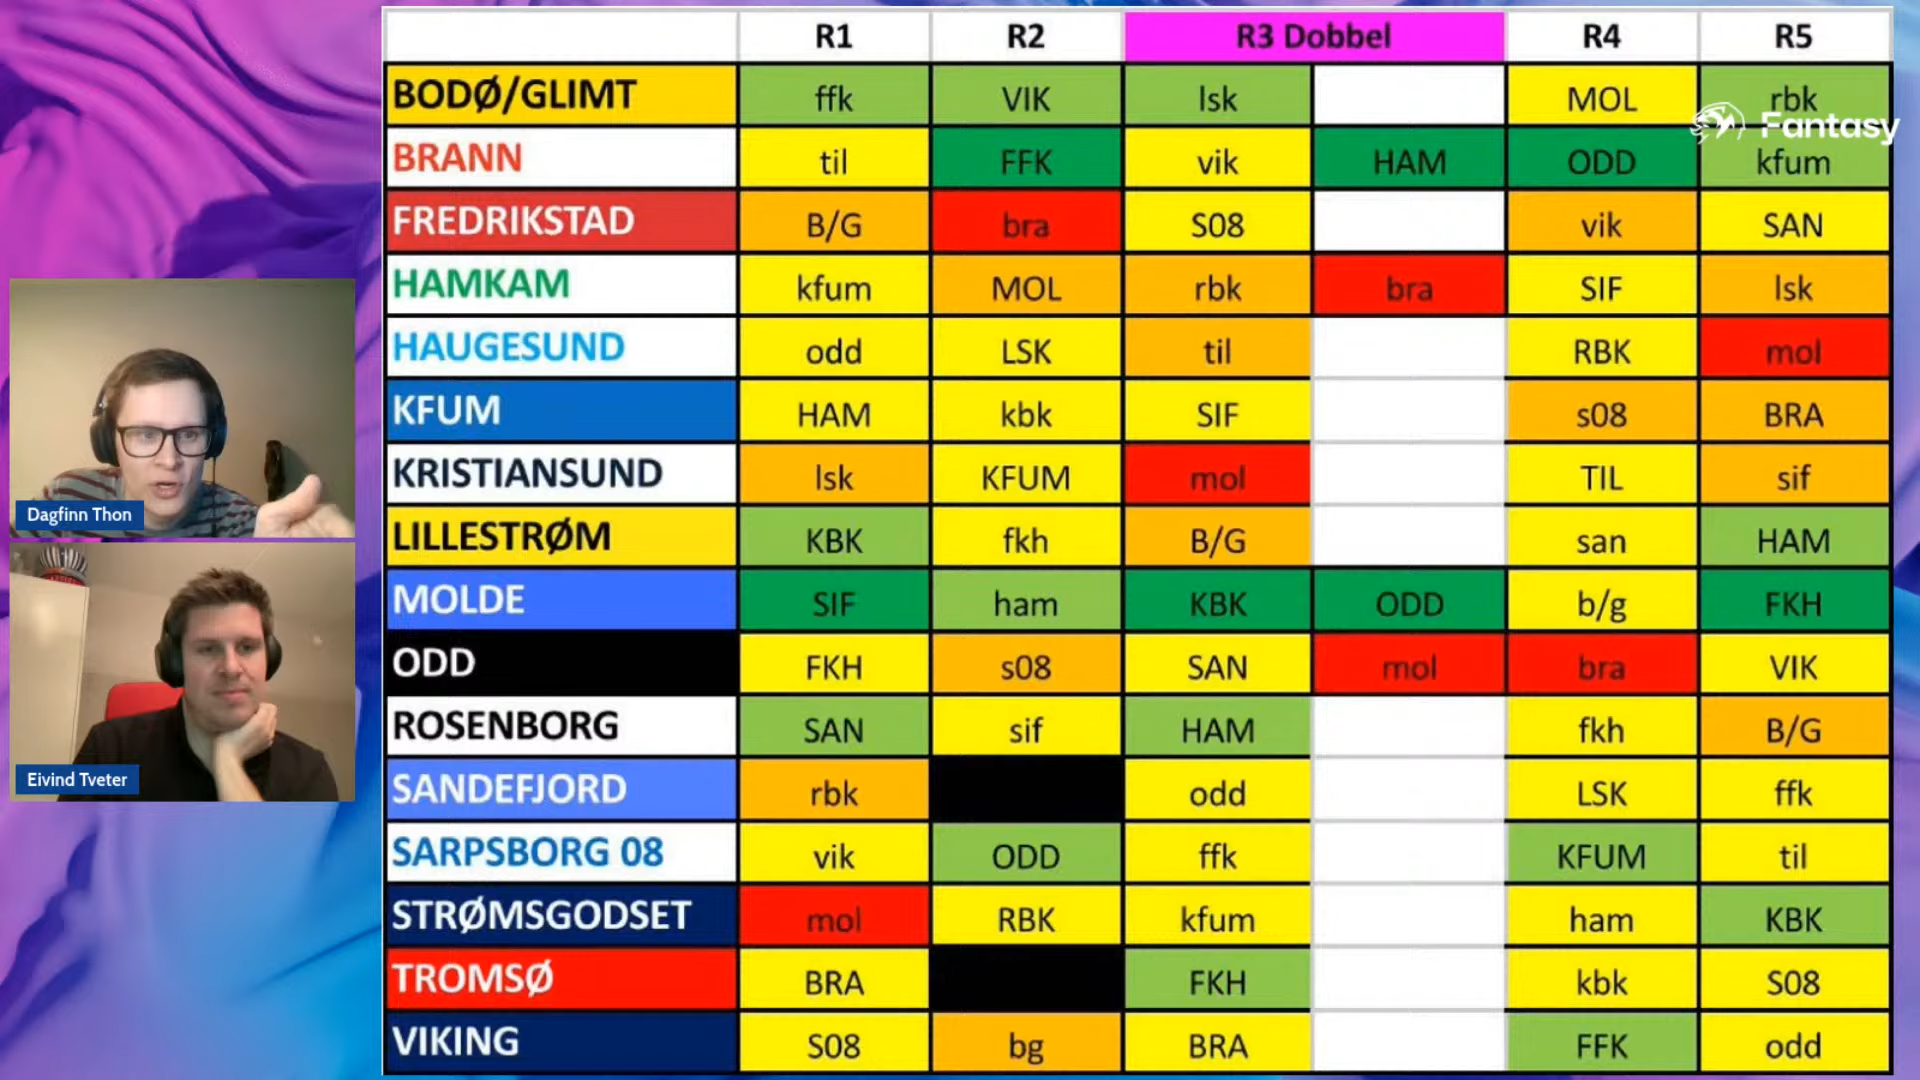 R1 R2 R3 Dobbel R4 R5
BODØ/GLIMT ffk VIK lsk MOL rbk
Fantasy
BRANN til FFK vik HAM ODD kfum
FREDRIKSTAD B/G bra S08 vik SAN
HAMKAM kfum MOL rbk bra SIF lsk
HAUGESUND odd LSK til RBK mol
KFUM HAM kbk SIF s08 BRA
KRISTIANSUND lsk KFUM mol TIL sif
LILLESTRØM KBK fkh B/G san HAM
MOLDE SIF ham KBK ODD b/g FKH
ODD FKH s08 SAN mol bra VIK
ROSENBORG SAN sif HAM fkh B/G
SANDEFJORD rbk odd LSK ffk
SARPSBORG 08 vik ODD ffk KFUM til
STRØMSGODSET mol RBK kfum ham KBK
TROMSØ BRA FKH kbk S08
VIKING S08 bg BRA FFK odd
Dagfinn Thon
Eivind Tveter